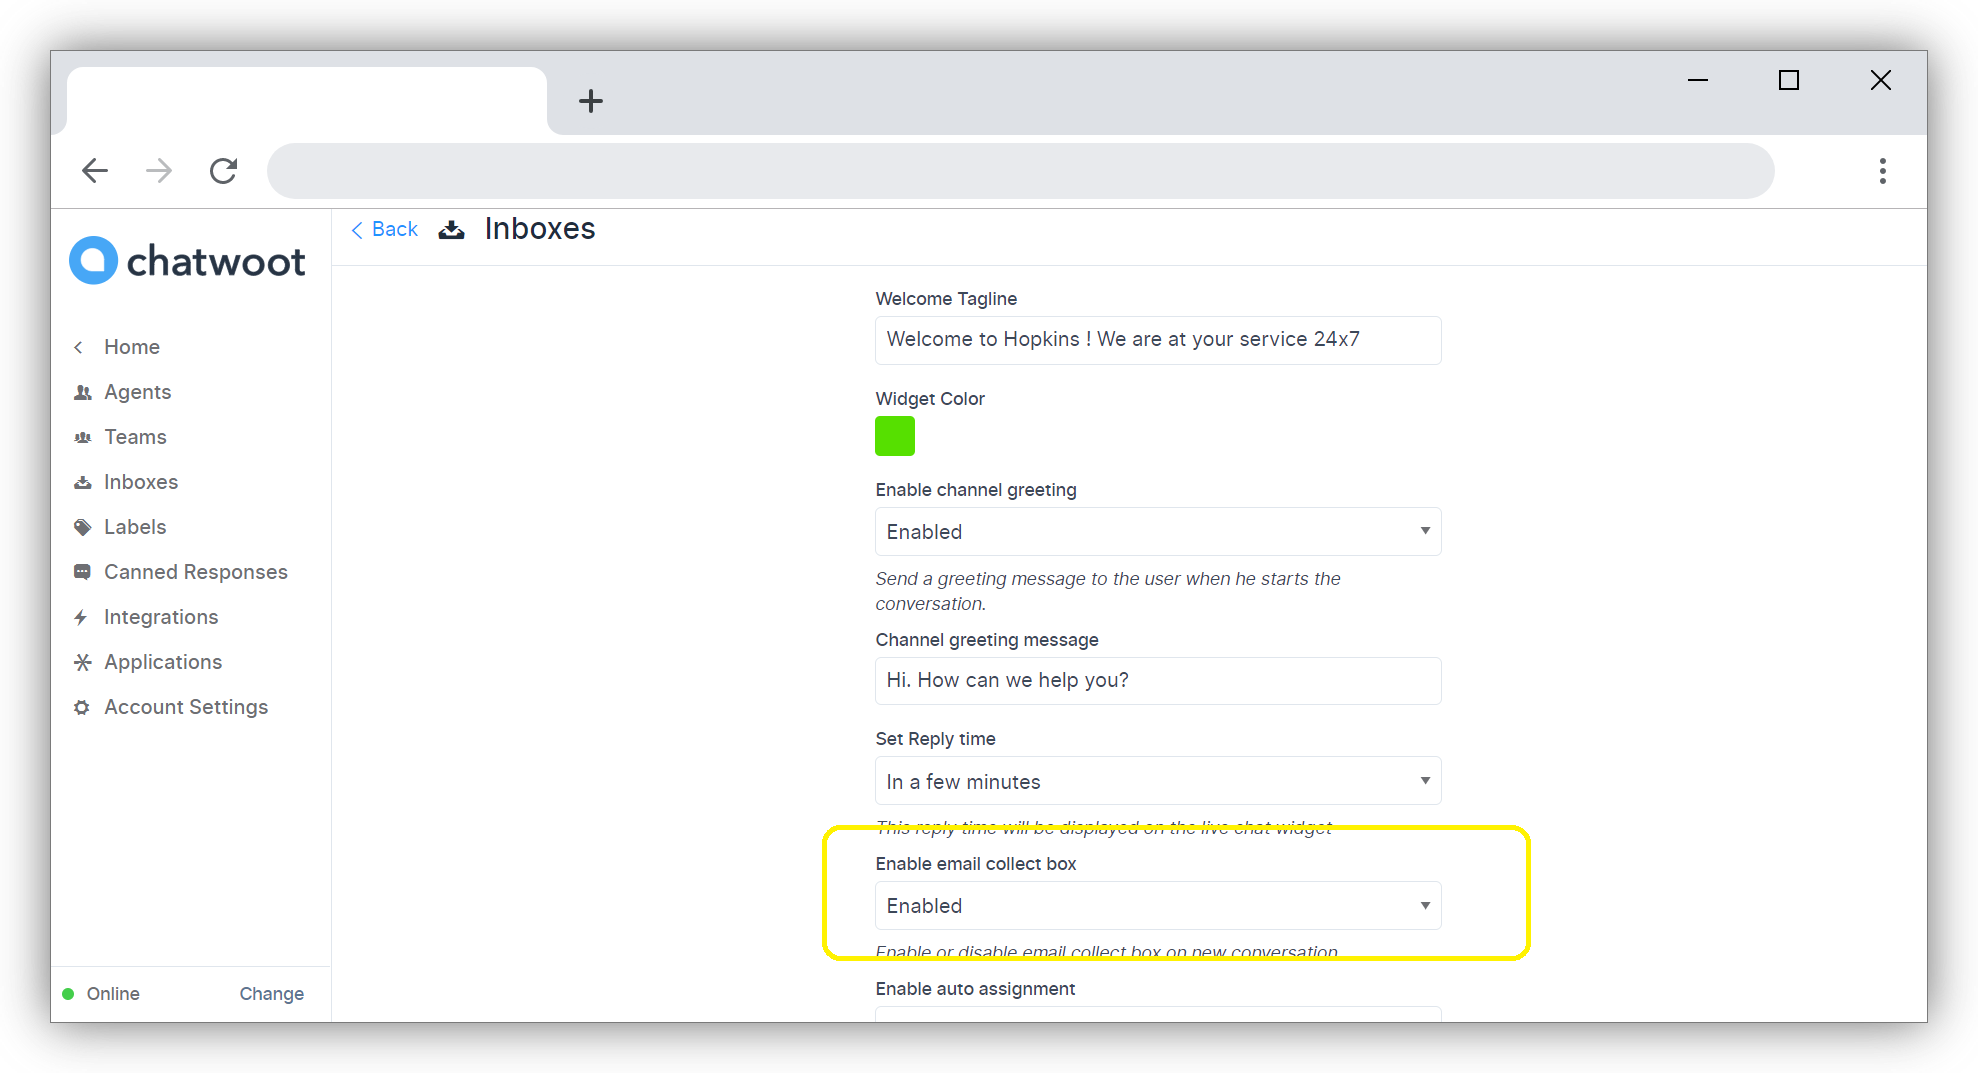 Back
Inboxes
chatwoot
Home
Agents
Teams
Inboxes
Labels
Canned Responses
Integrations
Applications
Account Settings
Online
Change
Welcome Tagline
Welcome to Hopkins ! We are at your service 24x7
Widget Color
Enable channel greeting
Enabled
Send a greeting message to the user when he starts the
conversation.
Channel greeting message
Hi. How can we help you?
Set Reply time
In a few minutes
This reply time will be displayed on the live chat widget
Enable email collect box
Enabled
Enable or disable email collect box on new conversation
Enable auto assignment